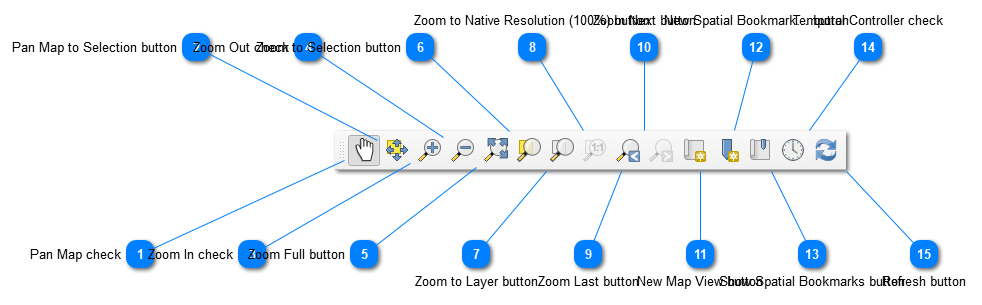 Zoom to Native Resolution (100%) button
Zoom Next button
New Spatial Bookmark... button
Temporal Controller check
Pan Map to Selection button
2
Zoom Out check
4
Zoom to Selection button
6
8
10
12
14
1:1
Pan Map check
1
Zoom In check
3
Zoom Full button
5
7
9
11
13
15
Zoom to Layer button
Zoom Last button
New Map View button
Show Spatial Bookmarks button
Refresh button